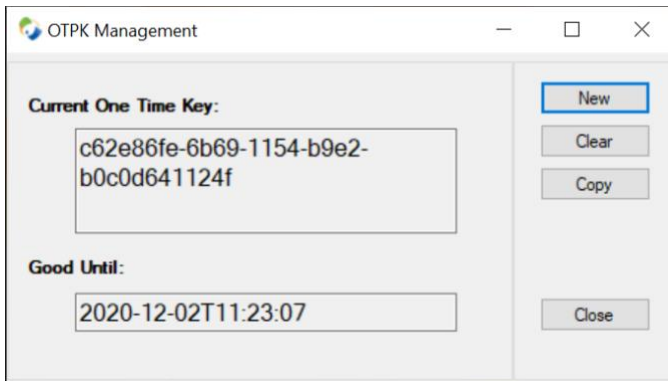 OTPK Management
Current One Time Key:
c62e86fe-6b69-1154-b9e2-
b0c0d641124f
Good Until:
2020-12-02T11:23:07
New
Clear
Copy
Close